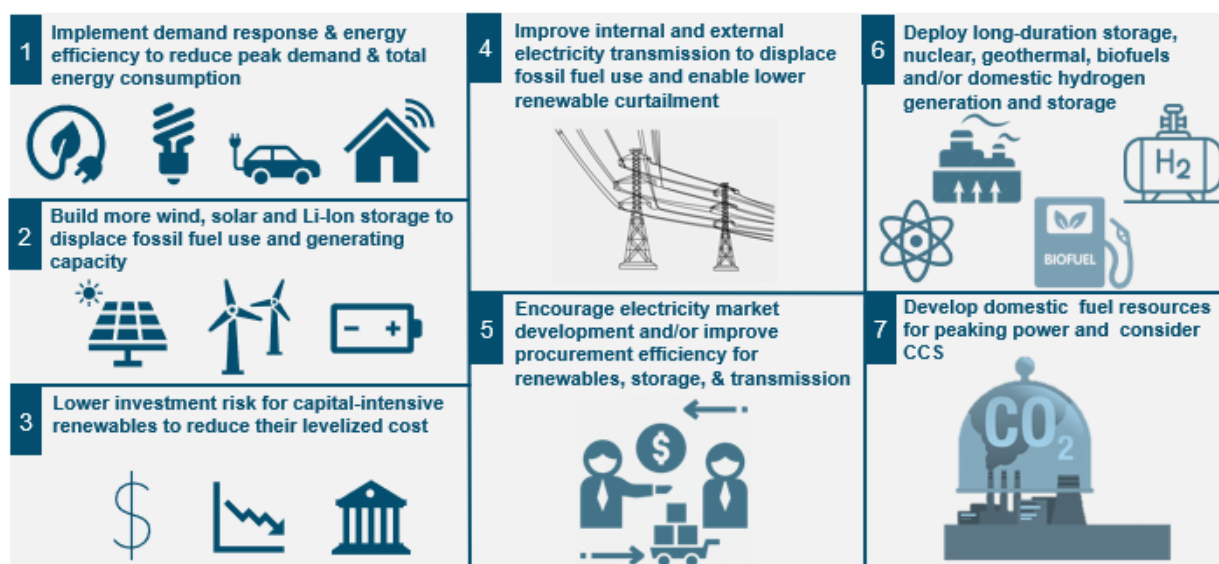 1
Implement demand response & energy
efficiency to reduce peak demand & total
energy consumption
2
Build more wind, solar and Li-Ion storage to
displace fossil fuel use and generating
capacity
3
Lower investment risk for capital-intensive
renewables to reduce their levelized cost
$
4
Improve internal and external
electricity transmission to displace
fossil fuel use and enable lower
renewable curtailment
5
Encourage electricity market
development and/or improve
procurement efficiency for
renewables, storage, & transmission
$
6
Deploy long-duration storage,
nuclear, geothermal, biofuels
and/or domestic hydrogen
generation and storage
H2
BIOFUEL
7
Develop domestic fuel resources
for peaking power and consider
CCS
CO2